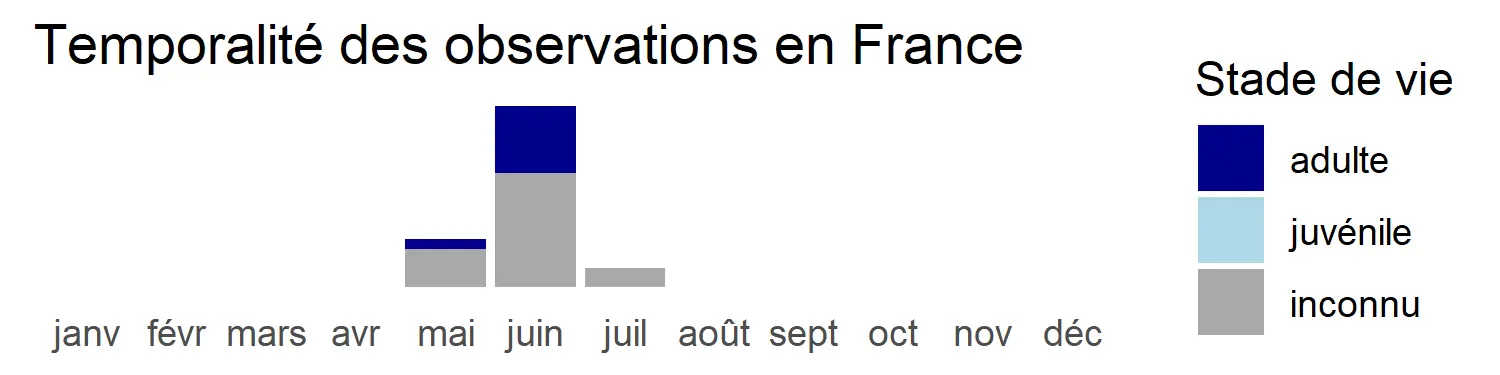 Temporalité des observations en France
Stade de vie
adulte
juvénile
inconnu
janv févr mars avr mai juin juil août sept oct nov déc